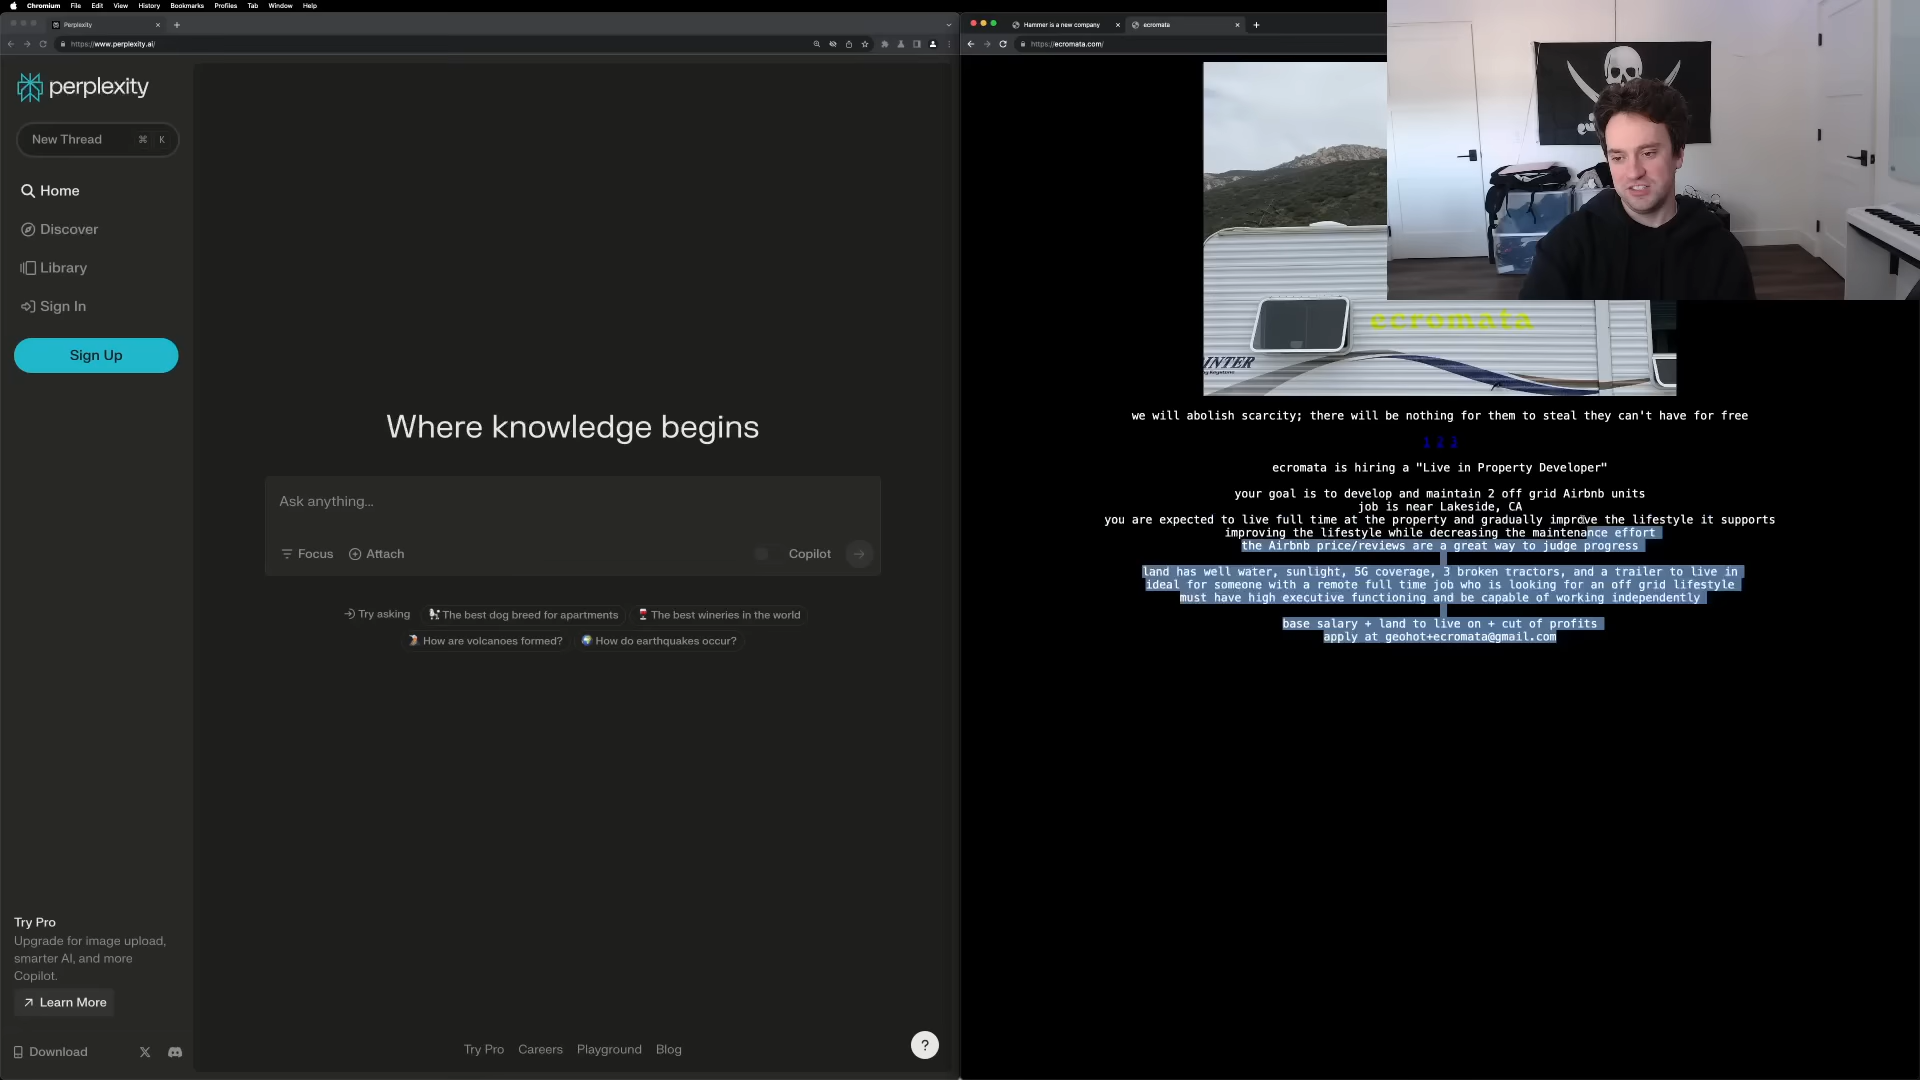 Chromium File Edit View History Bookmarks Profiles Tab Window Help
Perplexity
https://www.perplexity.ai/
perplexity
New Thread ⌘ K
Home
Discover
Library
Sign In
Sign Up
Where knowledge begins
Ask anything...
Focus Attach Copilot
Try asking The best dog breed for apartments The best wineries in the world
How are volcanoes formed? How do earthquakes occur?
Try Pro
Upgrade for image upload,
smarter AI, and more
Copilot.
Learn More
Download
Try Pro Careers Playground Blog
?
Hammer is a new company ecromata
https://ecromata.com/
ecromata
INTER
we will abolish scarcity; there will be nothing for them to steal they can't have for free
1 2 3
ecromata is hiring a "Live in Property Developer"
your goal is to develop and maintain 2 off grid Airbnb units
job is near Lakeside, CA
you are expected to live full time at the property and gradually improve the lifestyle it supports
improving the lifestyle while decreasing the maintenance effort
the Airbnb price/reviews are a great way to judge progress
land has well water, sunlight, 5G coverage, 3 broken tractors, and a trailer to live in
ideal for someone with a remote full time job who is looking for an off grid lifestyle
must have high executive functioning and be capable of working independently
base salary + land to live on + cut of profits
apply at geohot+ecromata@gmail.com